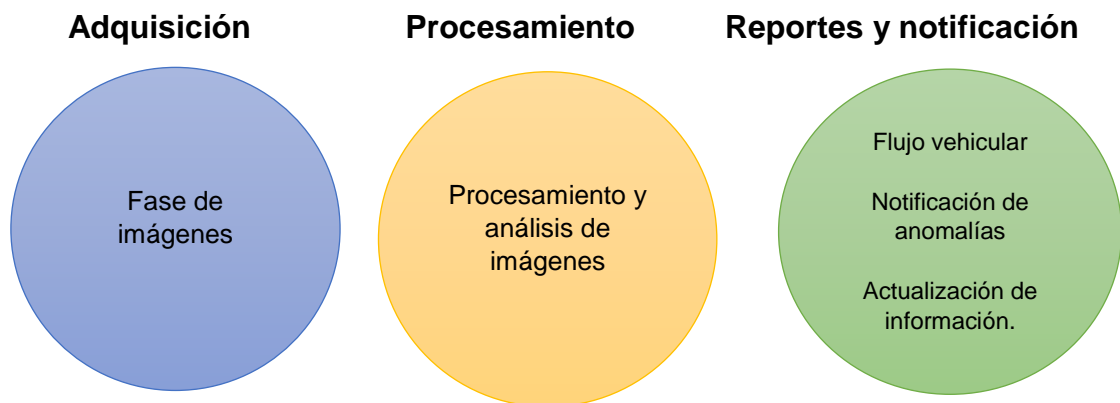 Adquisición
Fase de
imágenes
Procesamiento
Procesamiento y
análisis de
imágenes
Reportes y notificación
Flujo vehicular
Notificación de
anomalías
Actualización de
información.